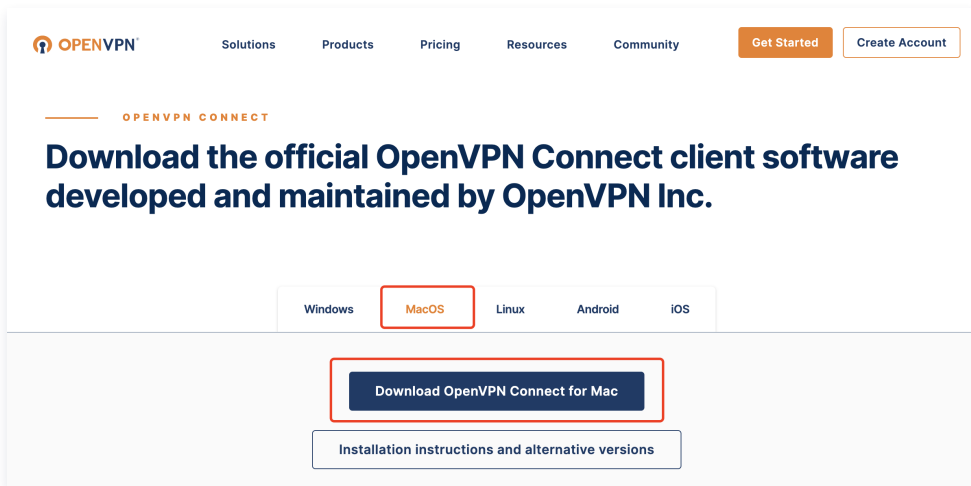 OPENVPN®
Solutions Products Pricing Resources Community Get Started Create Account
OPENVPN CONNECT
Download the official OpenVPN Connect client software
developed and maintained by OpenVPN Inc.
Windows MacOS Linux Android iOS
Download OpenVPN Connect for Mac
Installation instructions and alternative versions